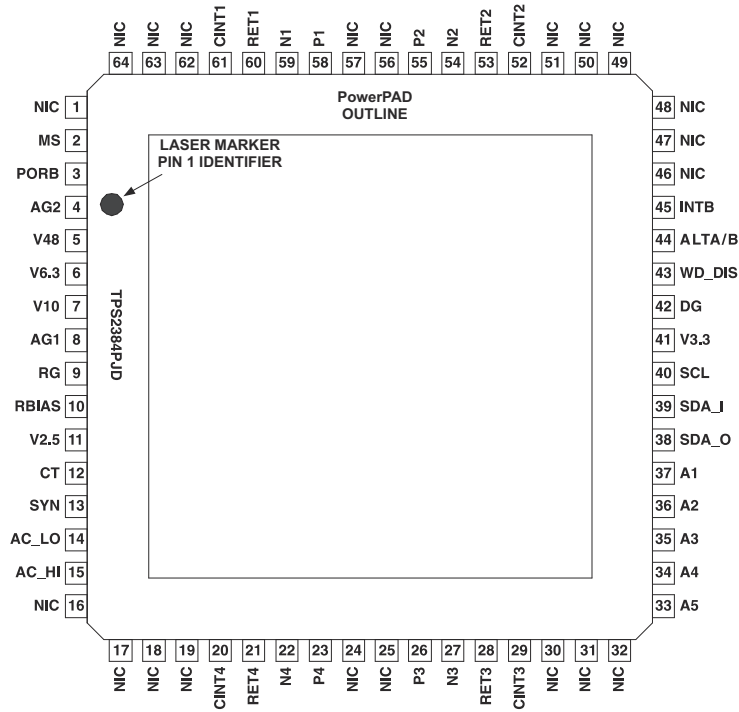 NIC NIC NIC CINT1 RET1 N1 P1 NIC NIC P2 N2 RET2 CINT2 NIC NIC NIC
64 63 62 61 60 59 58 57 56 55 54 53 52 51 50 49
PowerPAD
OUTLINE
LASER MARKER
PIN 1 IDENTIFIER
TPS2384PJD
NIC 1
MS 2
PORB 3
AG2 4
V48 5
V6.3 6
V10 7
AG1 8
RG 9
RBIAS 10
V2.5 11
CT 12
SYN 13
AC_LO 14
AC_HI 15
NIC 16
48 NIC
47 NIC
46 NIC
45 INTB
44 ALTA/B
43 WD_DIS
42 DG
41 V3.3
40 SCL
39 SDA_I
38 SDA_O
37 A1
36 A2
35 A3
34 A4
33 A5
17 18 19 20 21 22 23 24 25 26 27 28 29 30 31 32
NIC NIC NIC CINT4 RET4 N4 P4 NIC NIC P3 N3 RET3 CINT3 NIC NIC NIC